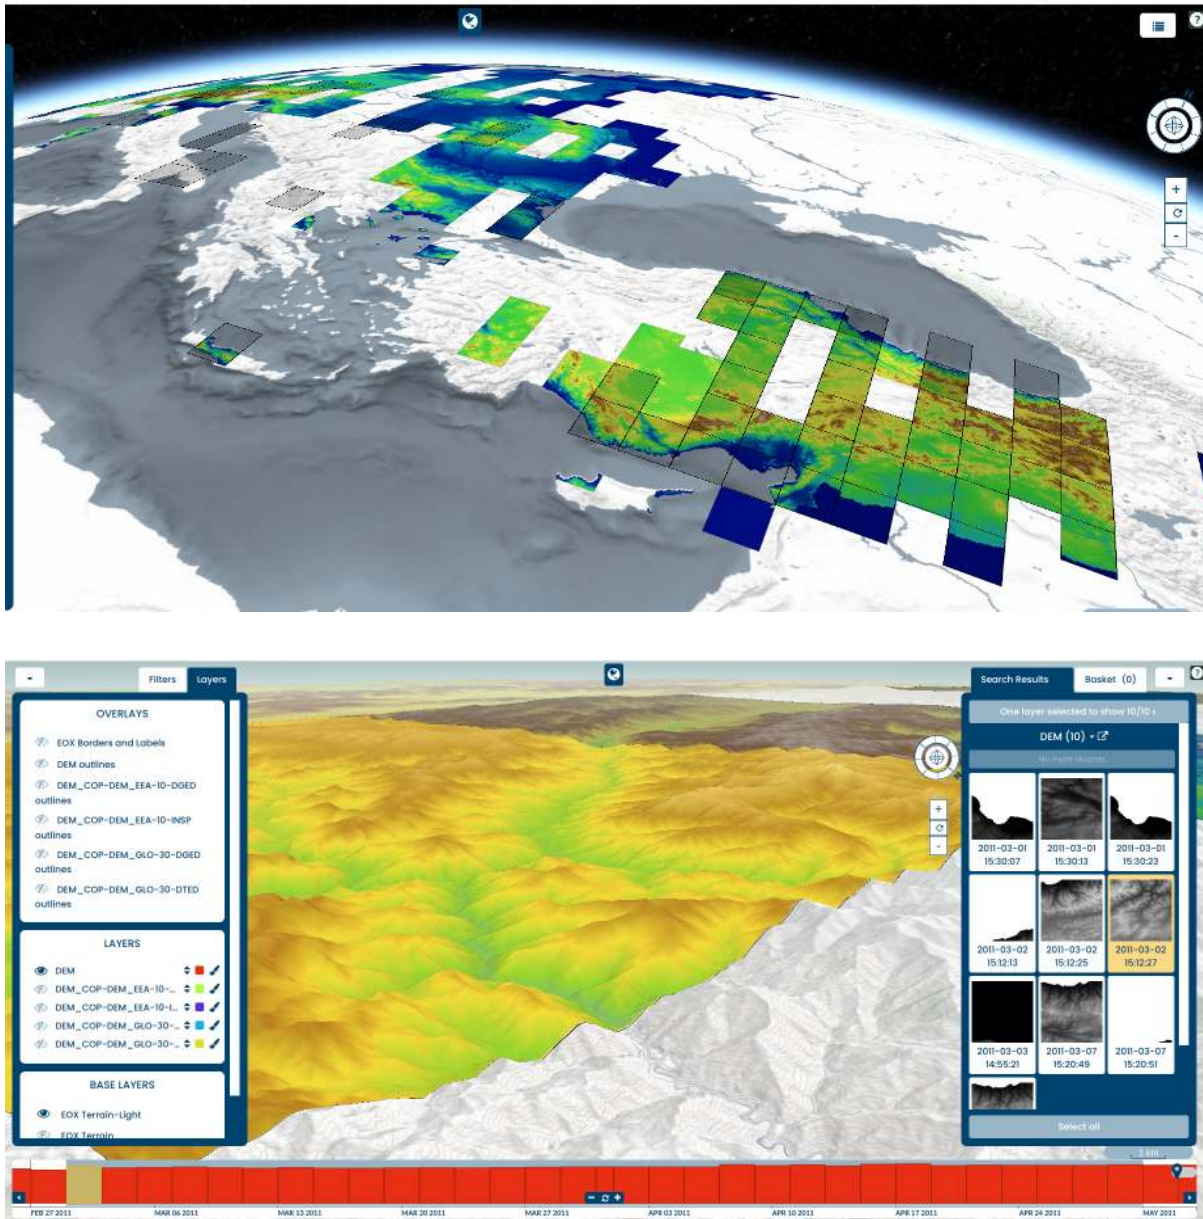 ?
+
-
Filters
Layers
OVERLAYS
EOX Borders and Labels
DEM outlines
DEM_COP-DEM_EEA-10-DGED
outlines
DEM_COP-DEM_EEA-10-INSP
outlines
DEM_COP-DEM_GLO-30-DGED
outlines
DEM_COP-DEM_GLO-30-DTED
outlines
LAYERS
DEM
DEM_COP-DEM_EEA-10-...
DEM_COP-DEM_EEA-10-I...
DEM_COP-DEM_GLO-30-...
DEM_COP-DEM_GLO-30-...
BASE LAYERS
EOX Terrain-Light
EOX Terrain
+
-
Search Results
Basket (0)
?
One layer selected to show 10/10 ›
DEM (10)
No more records
2011-03-01 2011-03-01 2011-03-01
15:30:07 15:30:13 15:30:23
2011-03-02 2011-03-02 2011-03-02
15:12:13 15:12:25 15:12:27
2011-03-03 2011-03-07 2011-03-07
14:55:21 15:20:49 15:20:51
Select all
2 km
- +
FEB 27 2011 MAR 06 2011 MAR 13 2011 MAR 20 2011 MAR 27 2011 APR 03 2011 APR 10 2011 APR 17 2011 APR 24 2011 MAY 2011